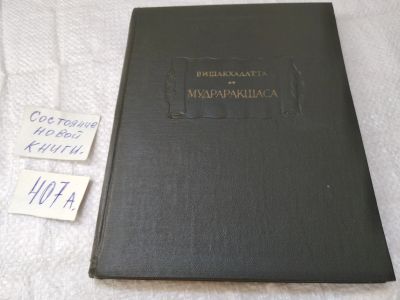 ВИШАКХАДАТТА
МУДРАРАКШАСА
Состояние
новой
книги.
407А.